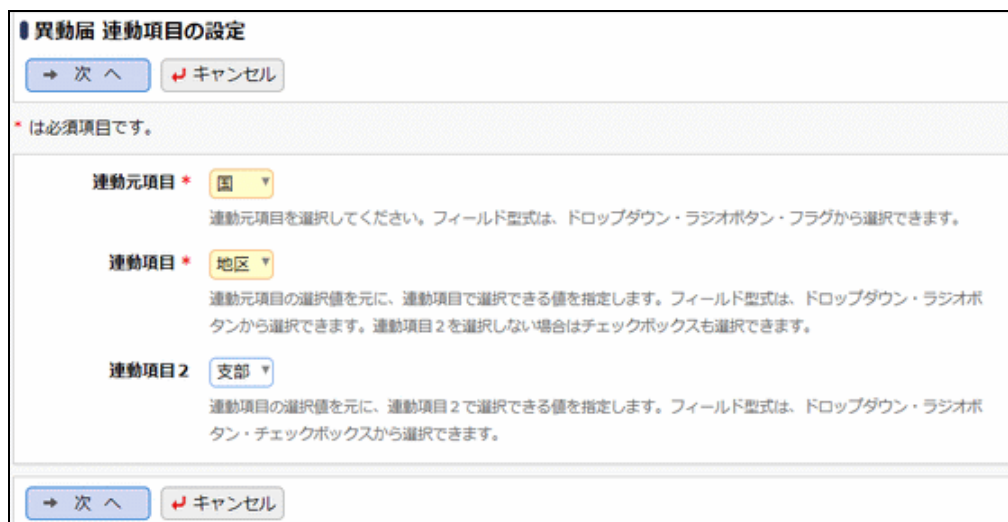 異動届 連動項目の設定
次 へ キャンセル
* は必須項目です。
連動元項目 * 国
連動元項目を選択してください。フィールド型式は、ドロップダウン・ラジオボタン・フラグから選択できます。
連動項目 * 地区
連動元項目の選択値を元に、連動項目で選択できる値を指定します。フィールド型式は、ドロップダウン・ラジオボ
タンから選択できます。連動項目２を選択しない場合はチェックボックスも選択できます。
連動項目２ 支部
連動項目の選択値を元に、連動項目２で選択できる値を指定します。フィールド型式は、ドロップダウン・ラジオボ
タン・チェックボックスから選択できます。
次 へ キャンセル